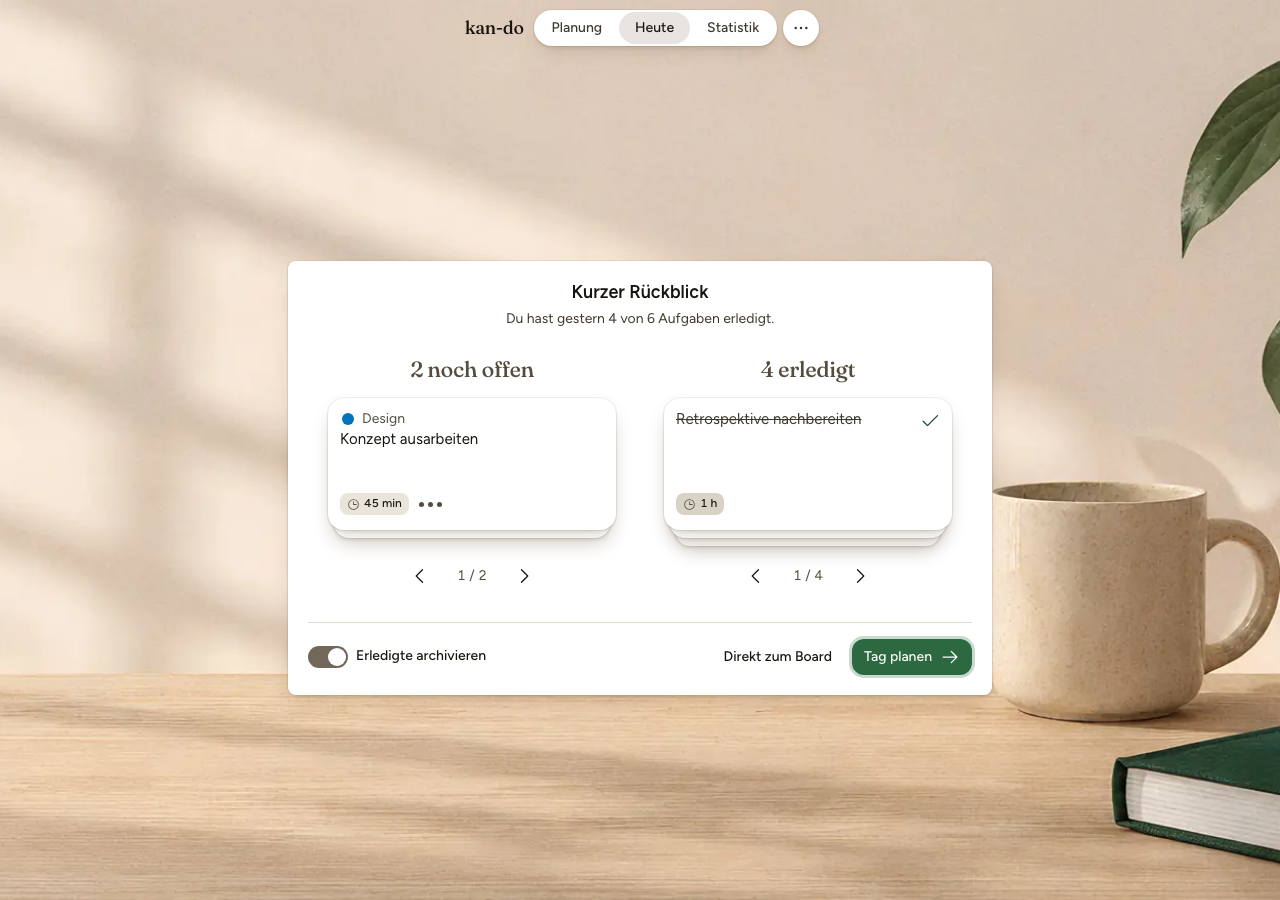 kan-do
Planung
Heute
Statistik
Kurzer Rückblick
Du hast gestern 4 von 6 Aufgaben erledigt.
2 noch offen
Design
Konzept ausarbeiten
45 min
1 / 2
4 erledigt
Retrospektive nachbereiten
1 h
1 / 4
Erledigte archivieren
Direkt zum Board
Tag planen